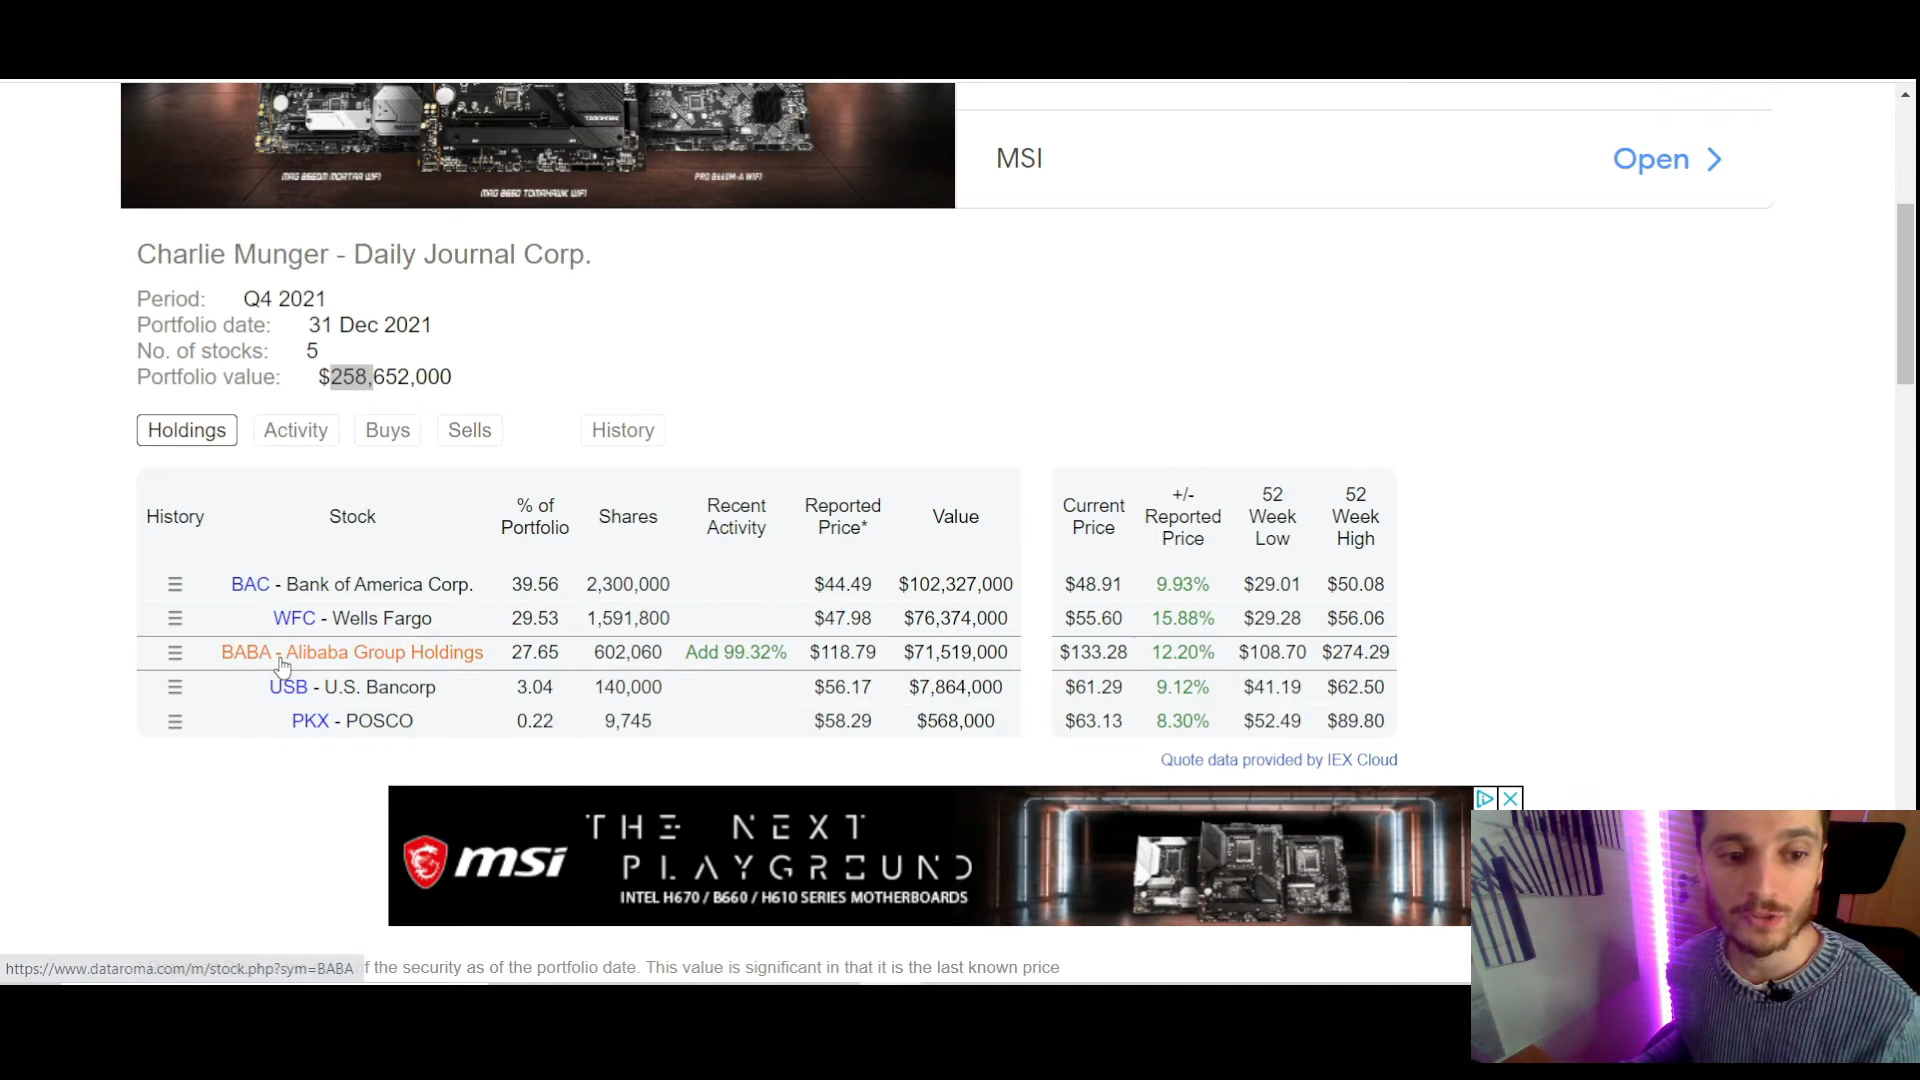 MAG B660M MORTAR WIFI
MAG B660 TOMAHAWK WIFI
PRO B660M-A WIFI
MSI
Open
Charlie Munger - Daily Journal Corp.
Period: Q4 2021
Portfolio date: 31 Dec 2021
No. of stocks: 5
Portfolio value: $258,652,000
Holdings Activity Buys Sells History
History Stock % of Portfolio Shares Recent Activity Reported Price* Value Current Price +/- Reported Price 52 Week Low 52 Week High
BAC - Bank of America Corp. 39.56 2,300,000 $44.49 $102,327,000 $48.91 9.93% $29.01 $50.08
WFC - Wells Fargo 29.53 1,591,800 $47.98 $76,374,000 $55.60 15.88% $29.28 $56.06
BABA - Alibaba Group Holdings 27.65 602,060 Add 99.32% $118.79 $71,519,000 $133.28 12.20% $108.70 $274.29
USB - U.S. Bancorp 3.04 140,000 $56.17 $7,864,000 $61.29 9.12% $41.19 $62.50
PKX - POSCO 0.22 9,745 $58.29 $568,000 $63.13 8.30% $52.49 $89.80
Quote data provided by IEX Cloud
msi
THE NEXT
PLAYGROUND
INTEL H670 / B660 / H610 SERIES MOTHERBOARDS
https://www.dataroma.com/m/stock.php?sym=BABA
of the security as of the portfolio date. This value is significant in that it is the last known price